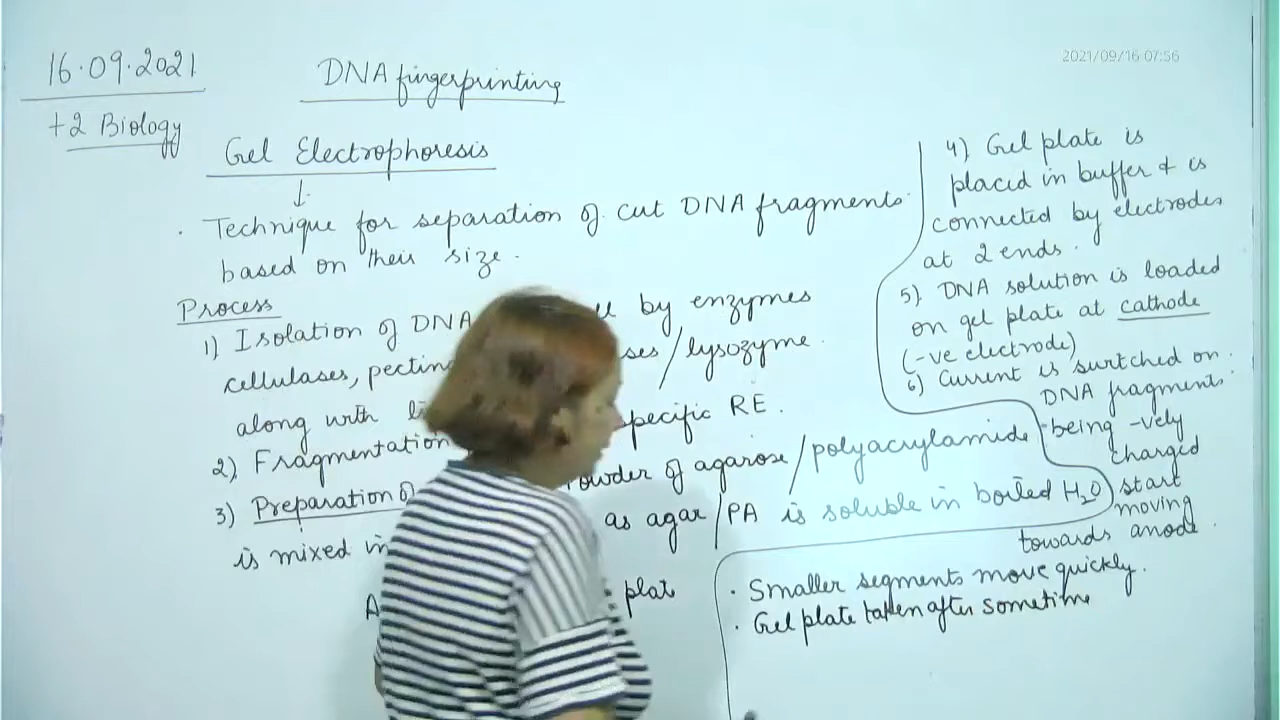 16.09.2021
DNA fingerprinting
2021/09/16 07:56
+2 Biology
Gel Electrophoresis
↓
. Technique for separation of cut DNA fragments
based on their size.
Process
1) Isolation of DNA by enzymes
cellulases, pectin ses/lysozyme.
along with
2) Fragmentation specific RE.
3) Preparation of Powder of agarose/polyacrylamide
is mixed in as agar/PA is soluble in boiled H2O
plate
4) Gel plate is
placed in buffer & is
connected by electrodes
at 2 ends.
5) DNA solution is loaded
on gel plate at cathode
(-ve electrode)
6) Current is switched on.
DNA fragments
being -vely
charged
start
moving
towards anode.
. Smaller segments move quickly.
. Gel plate taken after sometime